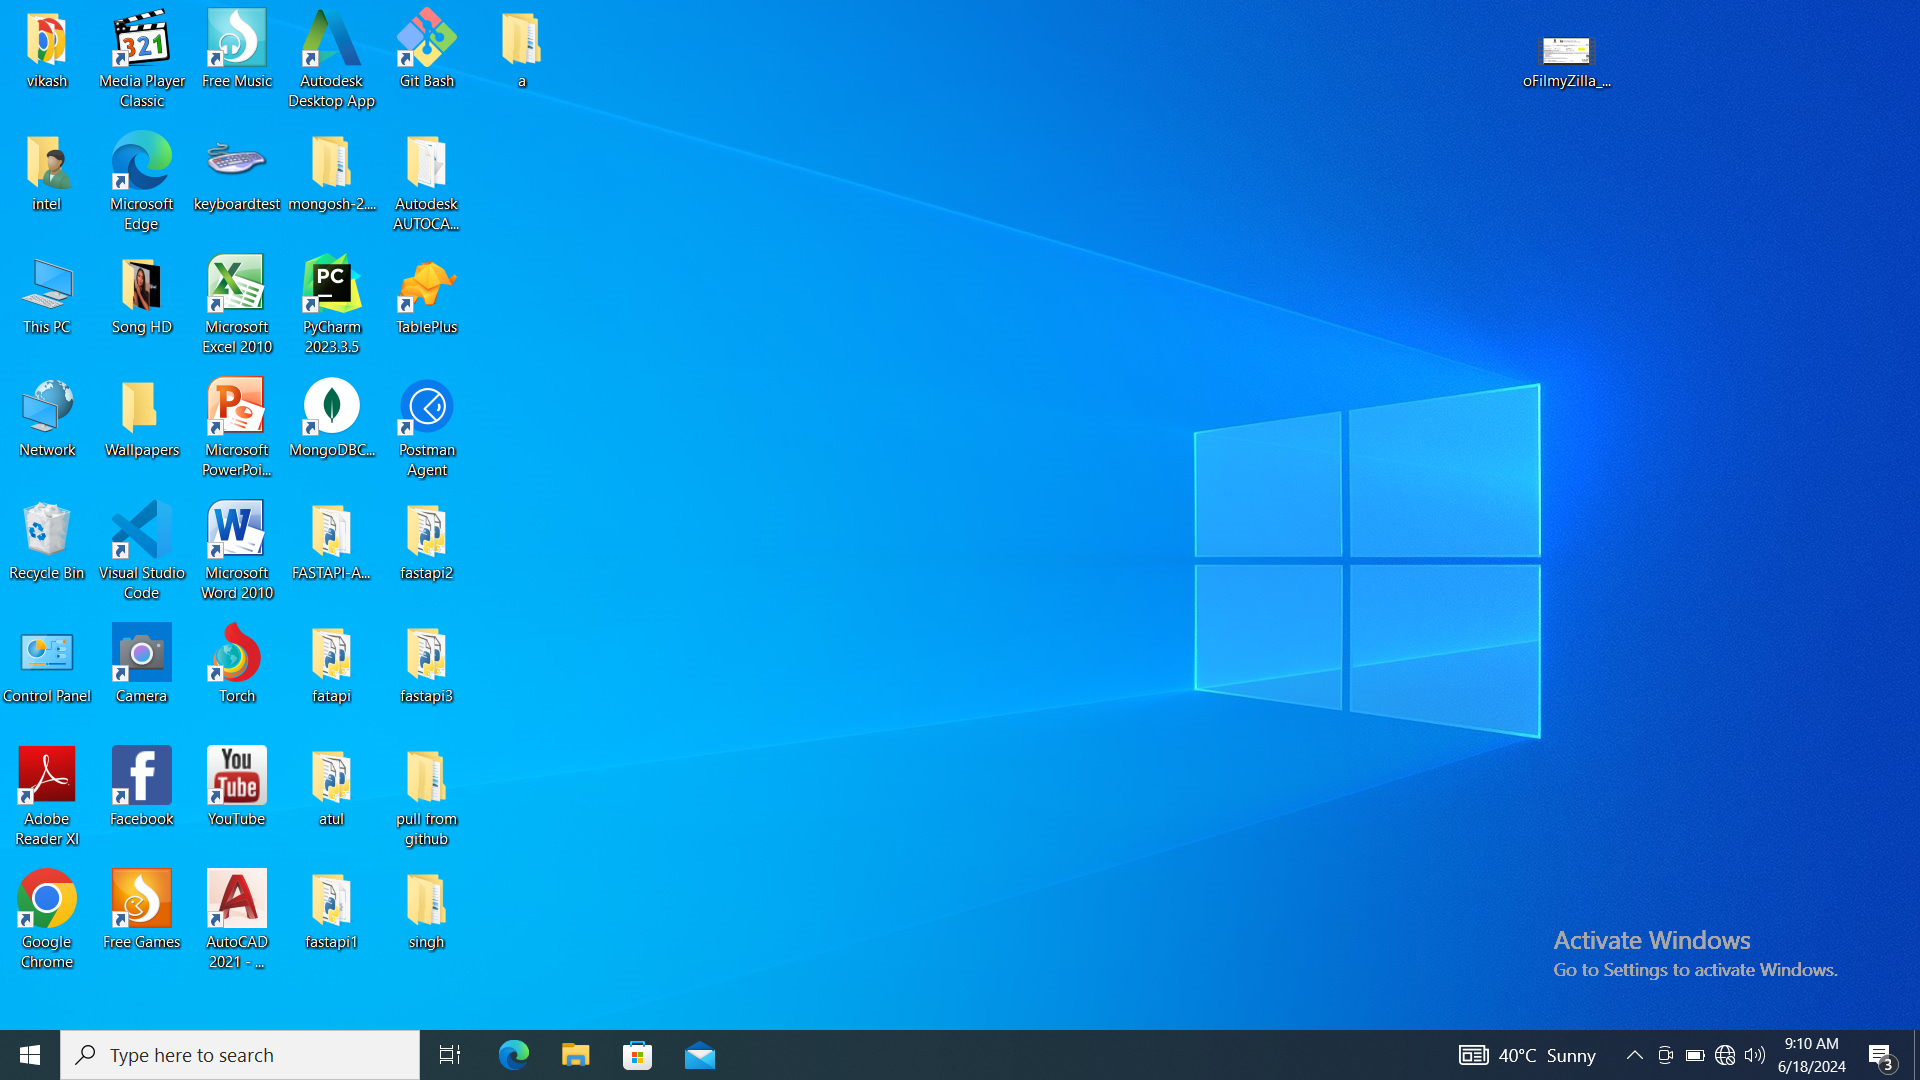 vikash
Media Player
Classic
Free Music
Autodesk
Desktop App
Git Bash
a
oFilmyZilla_...
intel
Microsoft
Edge
keyboardtest
mongosh-2....
Autodesk
AUTOCA...
This PC
Song HD
Microsoft
Excel 2010
PyCharm
2023.3.5
TablePlus
Network
Wallpapers
Microsoft
PowerPoi...
MongoDBC...
Postman
Agent
Recycle Bin
Visual Studio
Code
Microsoft
Word 2010
FASTAPI-A...
fastapi2
Control Panel
Camera
Torch
fatapi
fastapi3
Adobe
Reader XI
Facebook
YouTube
atul
pull from
github
Google
Chrome
Free Games
AutoCAD
2021 - ...
fastapi1
singh
321
PC
You
Tube
Activate Windows
Go to Settings to activate Windows.
Type here to search
40°C Sunny
9:10 AM
6/18/2024
3